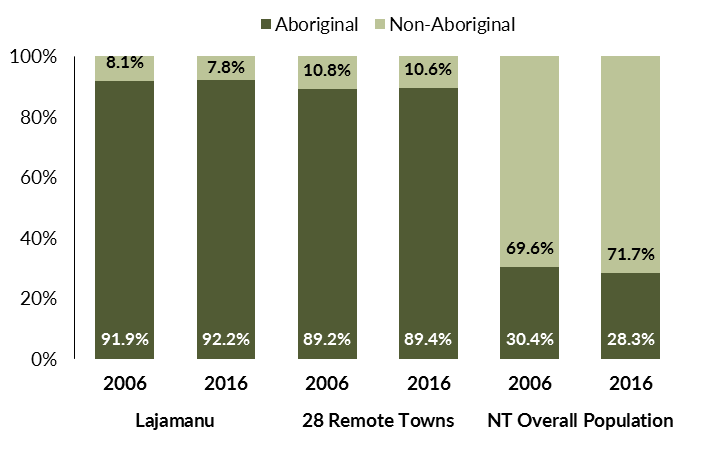 Aboriginal Non-Aboriginal
100%
80%
60%
40%
20%
0%
8.1% 7.8% 10.8% 10.6%
69.6% 71.7%
91.9% 92.2% 89.2% 89.4% 30.4% 28.3%
2006 2016 2006 2016 2006 2016
Lajamanu 28 Remote Towns NT Overall Population